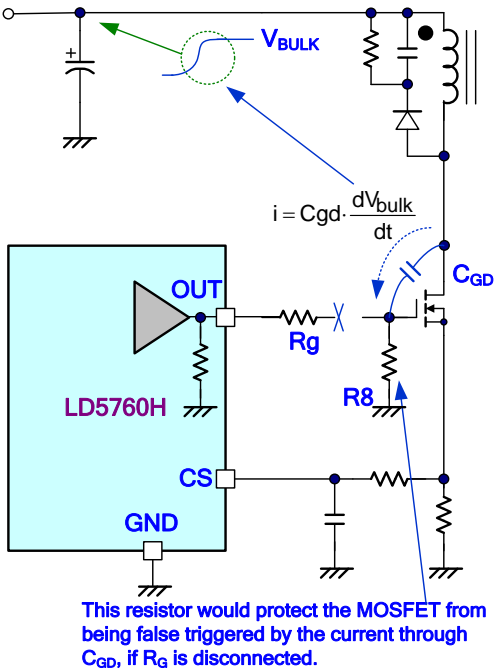 +
VBULK
i = Cgd · dVbulk
dt
CGD
OUT
Rg
R8
LD5760H
CS
GND
This resistor would protect the MOSFET from
being false triggered by the current through
CGD, if RG is disconnected.